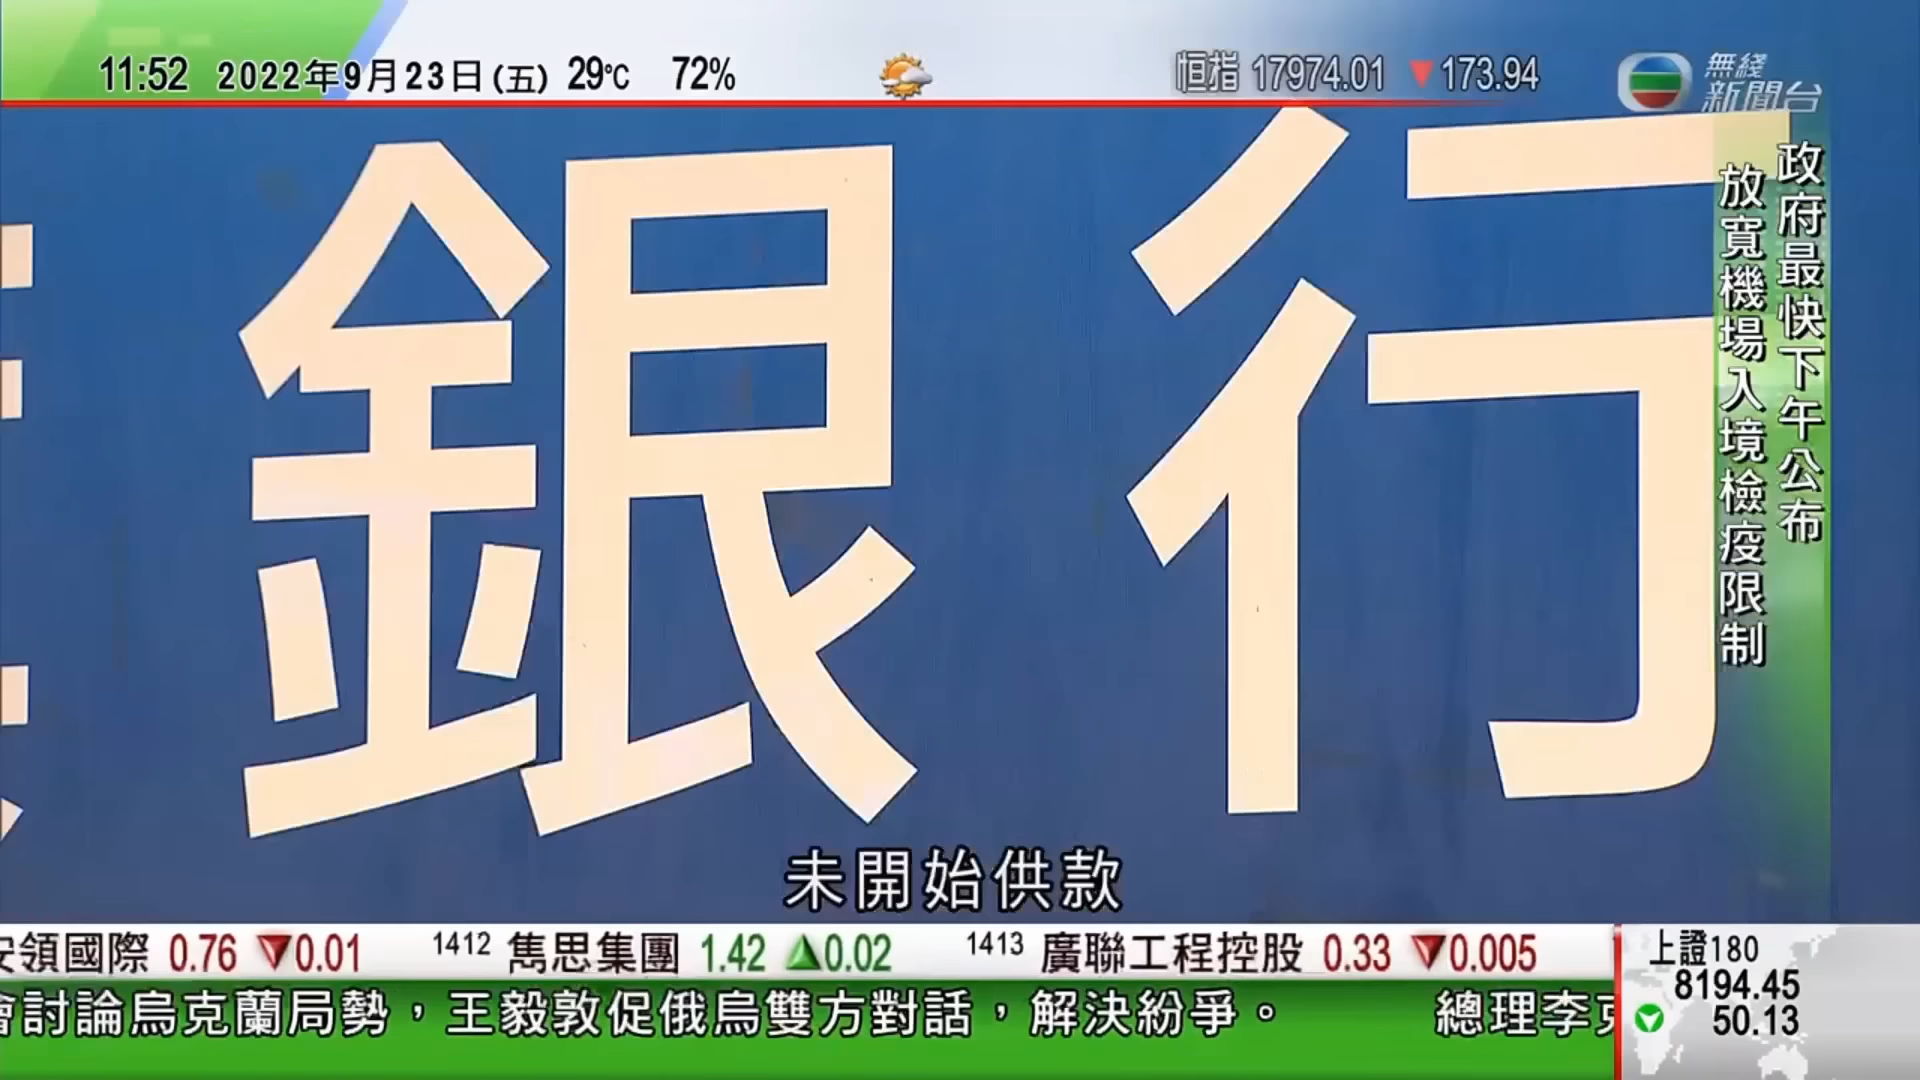 11:52 2022年9月23日(五) 29℃ 72% 恒指 17974.01 ▼173.94
無綫
新聞台
政府最快下午公布
放寬機場入境檢疫限制
銀行
未開始供款
安領國際 0.76 ▼0.01 1412 雋思集團 1.42 ▲0.02 1413 廣聯工程控股 0.33 ▼0.005
會討論烏克蘭局勢，王毅敦促俄烏雙方對話，解決紛爭。 總理李克
上證180
8194.45
50.13